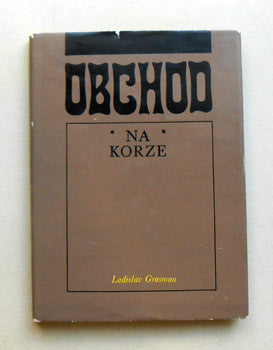 OBCHOD
NA
KORZE
Ladislav Grosman